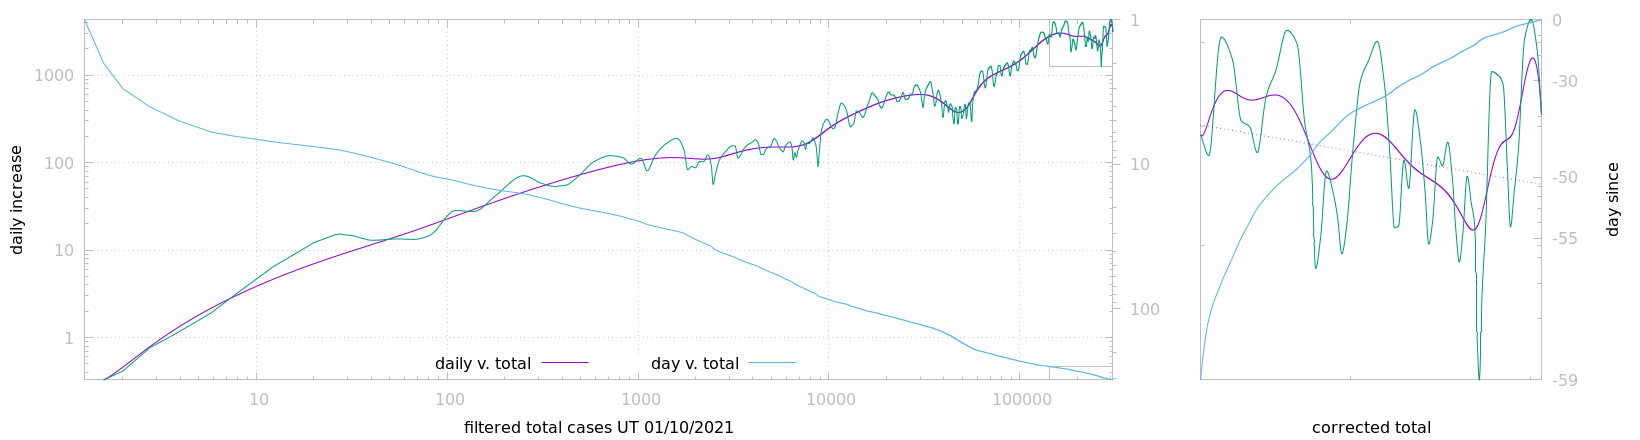 1000
100
10
1
daily increase
daily v. total
day v. total
10
100
1000
10000
100000
filtered total cases UT 01/10/2021
1
10
100
0
-30
-50
-55
-59
day since
corrected total